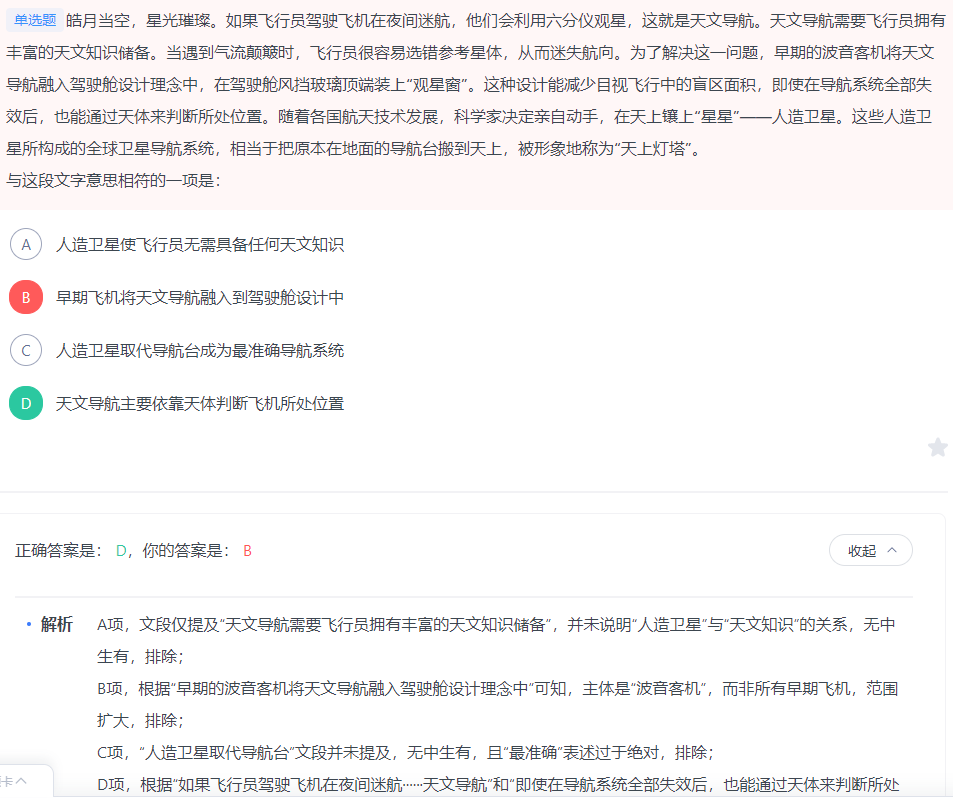 单选题 皓月当空，星光璀璨。如果飞行员驾驶飞机在夜间迷航，他们会利用六分仪观星，这就是天文导航。天文导航需要飞行员拥有
丰富的天文知识储备。当遇到气流颠簸时，飞行员很容易选错参考星体，从而迷失航向。为了解决这一问题，早期的波音客机将天文
导航融入驾驶舱设计理念中，在驾驶舱风挡玻璃顶端装上“观星窗”。这种设计能减少目视飞行中的盲区面积，即使在导航系统全部失
效后，也能通过天体来判断所处位置。随着各国航天技术发展，科学家决定亲自动手，在天上镶上“星星”——人造卫星。这些人造卫
星所构成的全球卫星导航系统，相当于把原本在地面的导航台搬到天上，被形象地称为“天上灯塔”。
与这段文字意思相符的一项是：
A 人造卫星使飞行员无需具备任何天文知识
B 早期飞机将天文导航融入到驾驶舱设计中
C 人造卫星取代导航台成为最准确导航系统
D 天文导航主要依靠天体判断飞机所处位置
正确答案是： D，你的答案是： B
收起
解析 A项，文段仅提及“天文导航需要飞行员拥有丰富的天文知识储备”，并未说明“人造卫星”与“天文知识”的关系，无中
生有，排除；
B项，根据“早期的波音客机将天文导航融入驾驶舱设计理念中”可知，主体是“波音客机”，而非所有早期飞机，范围
扩大，排除；
C项，“人造卫星取代导航台”文段并未提及，无中生有，且“最准确”表述过于绝对，排除；
卡
D项，根据“如果飞行员驾驶飞机在夜间迷航……天文导航”和“即使在导航系统全部失效后，也能通过天体来判断所处